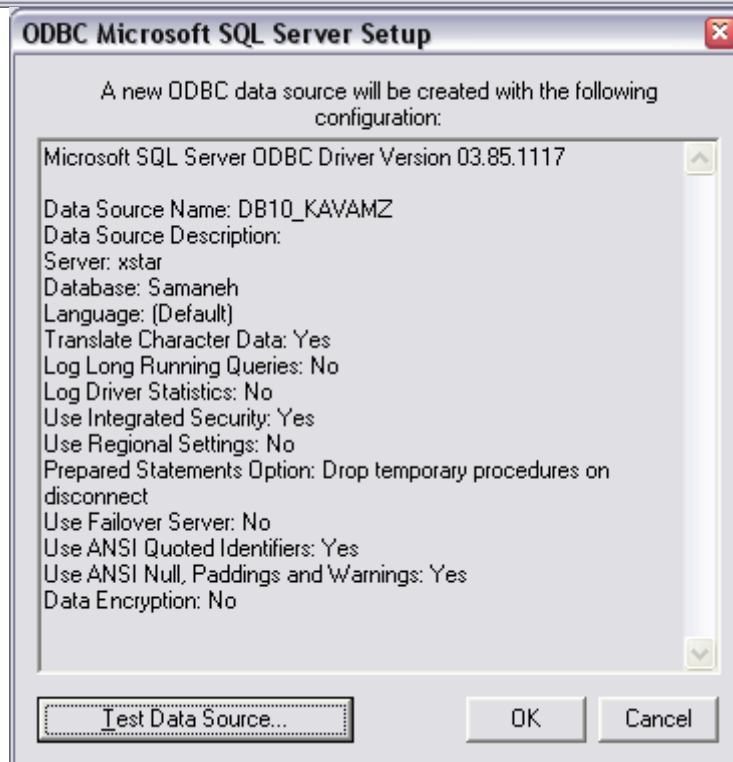 ODBC Microsoft SQL Server Setup
A new ODBC data source will be created with the following
configuration:
Microsoft SQL Server ODBC Driver Version 03.85.1117
Data Source Name: DB10_KAVAMZ
Data Source Description:
Server: xstar
Database: Samaneh
Language: (Default)
Translate Character Data: Yes
Log Long Running Queries: No
Log Driver Statistics: No
Use Integrated Security: Yes
Use Regional Settings: No
Prepared Statements Option: Drop temporary procedures on
disconnect
Use Failover Server: No
Use ANSI Quoted Identifiers: Yes
Use ANSI Null, Paddings and Warnings: Yes
Data Encryption: No
Test Data Source...
OK
Cancel